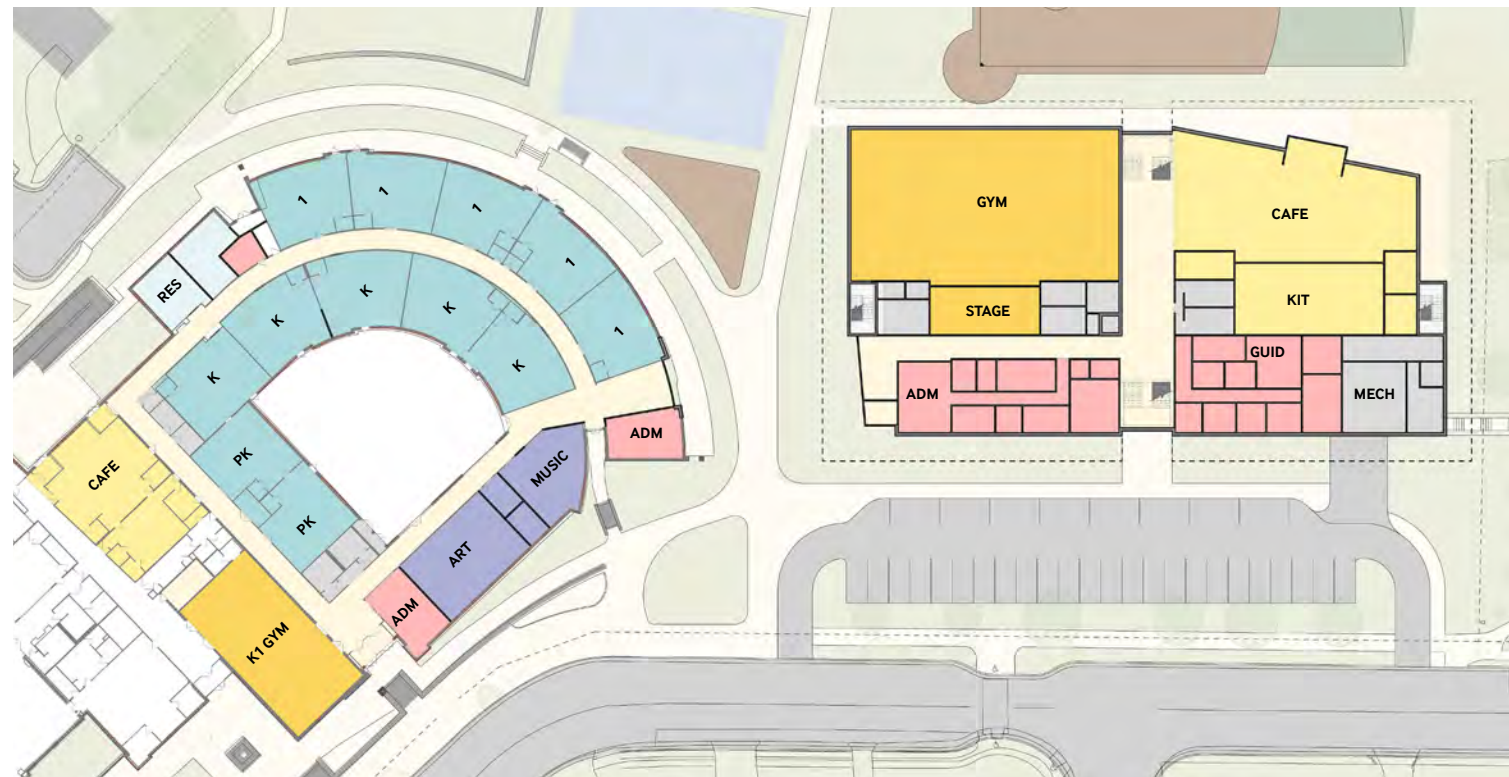 1
1
1
1
1
RES
K
K
K
K
K
PK
PK
CAFE
K1 GYM
ADM
ART
MUSIC
ADM
GYM
STAGE
ADM
CAFE
KIT
GUID
MECH